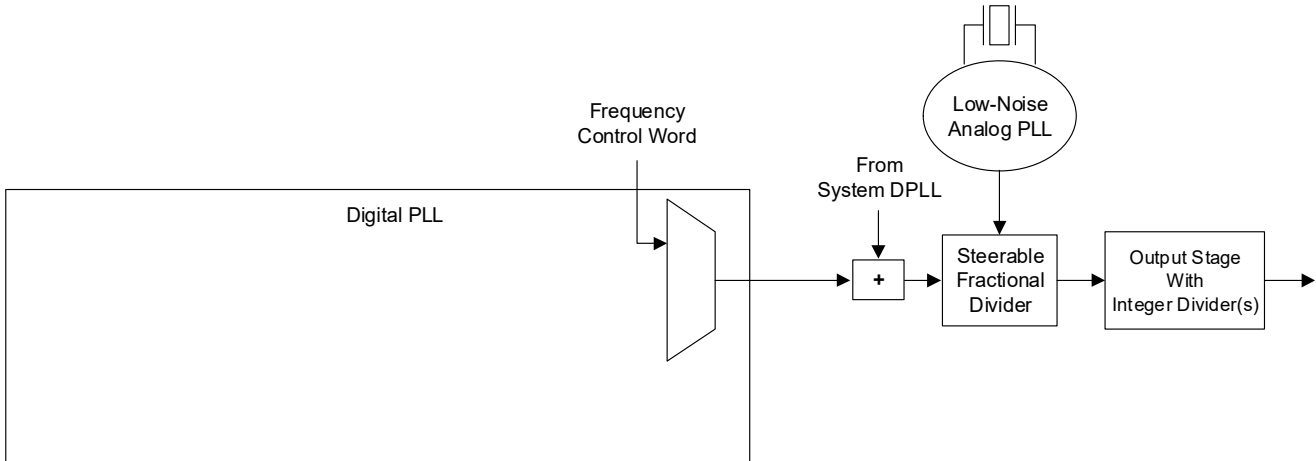 Low-Noise
Analog PLL
Frequency
Control Word
From
System DPLL
Digital PLL
+
Steerable
Fractional
Divider
Output Stage
With
Integer Divider(s)